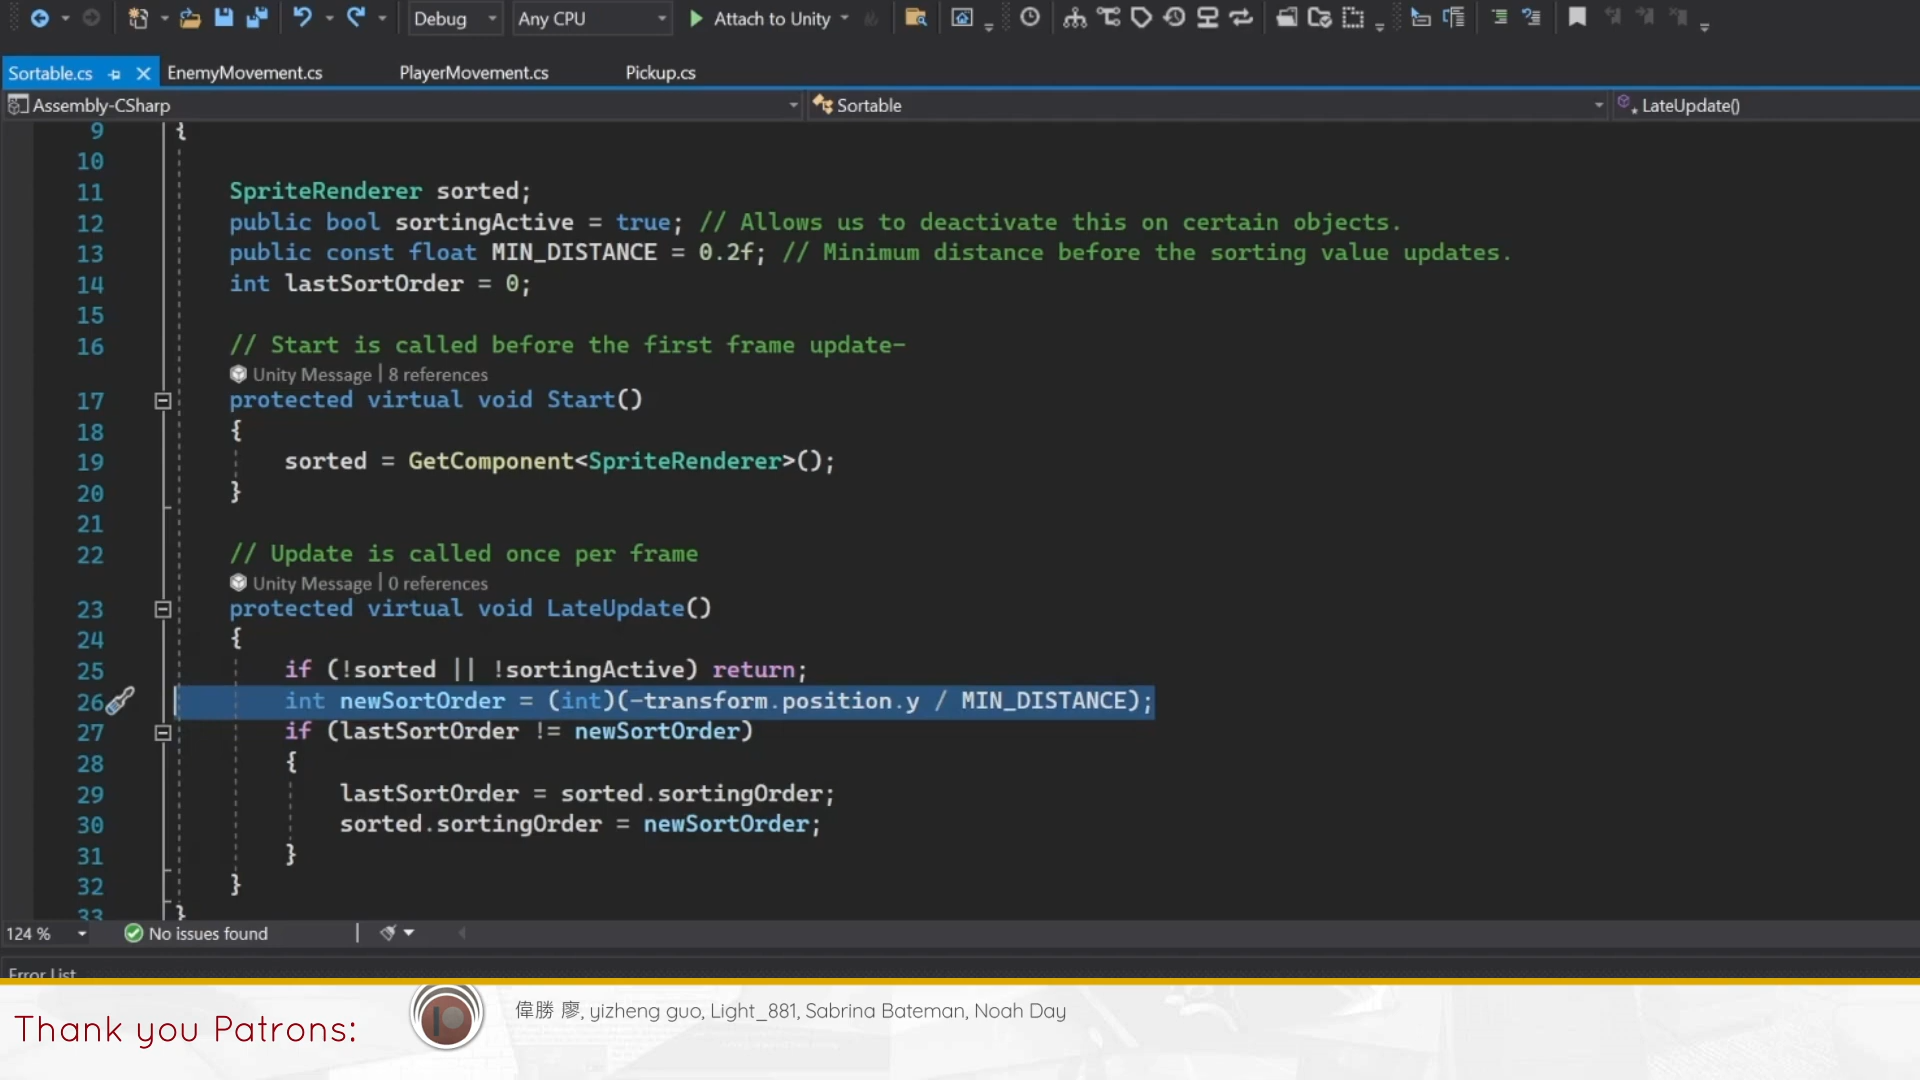 Debug Any CPU Attach to Unity
Sortable.cs EnemyMovement.cs PlayerMovement.cs Pickup.cs
Assembly-CSharp Sortable LateUpdate()
9 {
10
11 SpriteRenderer sorted;
12 public bool sortingActive = true; // Allows us to deactivate this on certain objects.
13 public const float MIN_DISTANCE = 0.2f; // Minimum distance before the sorting value updates.
14 int lastSortOrder = 0;
15
16 // Start is called before the first frame update-
Unity Message | 8 references
17 protected virtual void Start()
18 {
19 sorted = GetComponent<SpriteRenderer>();
20 }
21
22 // Update is called once per frame
Unity Message | 0 references
23 protected virtual void LateUpdate()
24 {
25 if (!sorted || !sortingActive) return;
26 int newSortOrder = (int)(-transform.position.y / MIN_DISTANCE);
27 if (lastSortOrder != newSortOrder)
28 {
29 lastSortOrder = sorted.sortingOrder;
30 sorted.sortingOrder = newSortOrder;
31 }
32 }
33 }
124 % No issues found
Error List
Thank you Patrons:
偉勝 廖, yizheng guo, Light_881, Sabrina Bateman, Noah Day